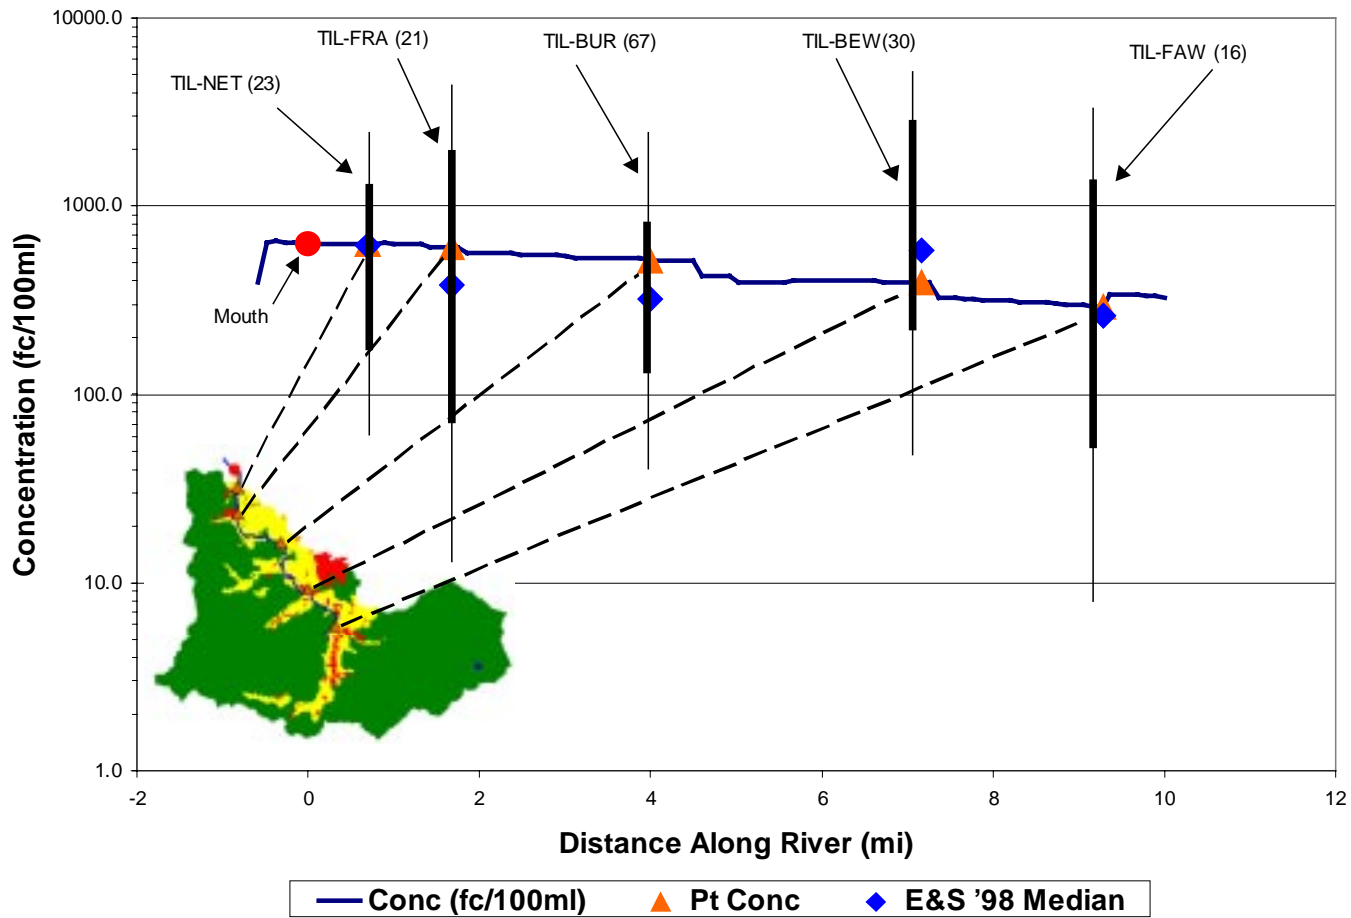 10000.0
1000.0
100.0
10.0
1.0
Concentration (fc/100ml)
TIL-NET (23)
TIL-FRA (21)
TIL-BUR (67)
TIL-BEW(30)
TIL-FAW (16)
Mouth
-2
0
2
4
6
8
10
12
Distance Along River (mi)
Conc (fc/100ml)
Pt Conc
E&S '98 Median